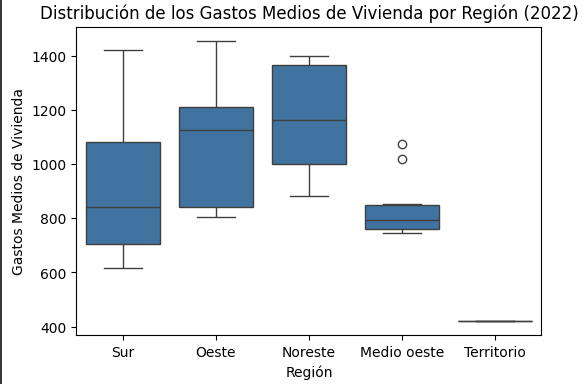 Distribución de los Gastos Medios de Vivienda por Región (2022)
Gastos Medios de Vivienda
1400
1200
1000
800
600
400
Sur Oeste Noreste Medio oeste Territorio
Región